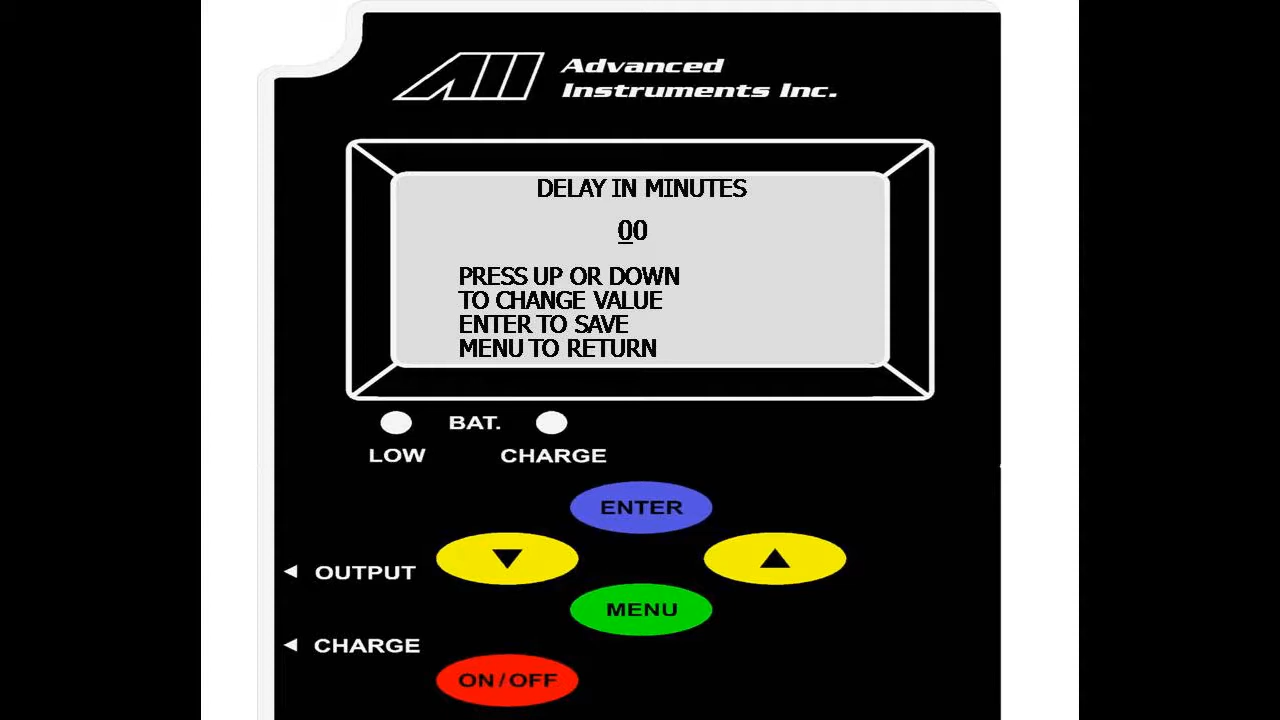 Advanced
Instruments Inc.
DELAY IN MINUTES
00
PRESS UP OR DOWN
TO CHANGE VALUE
ENTER TO SAVE
MENU TO RETURN
BAT.
LOW CHARGE
ENTER
OUTPUT
MENU
CHARGE
ON/OFF